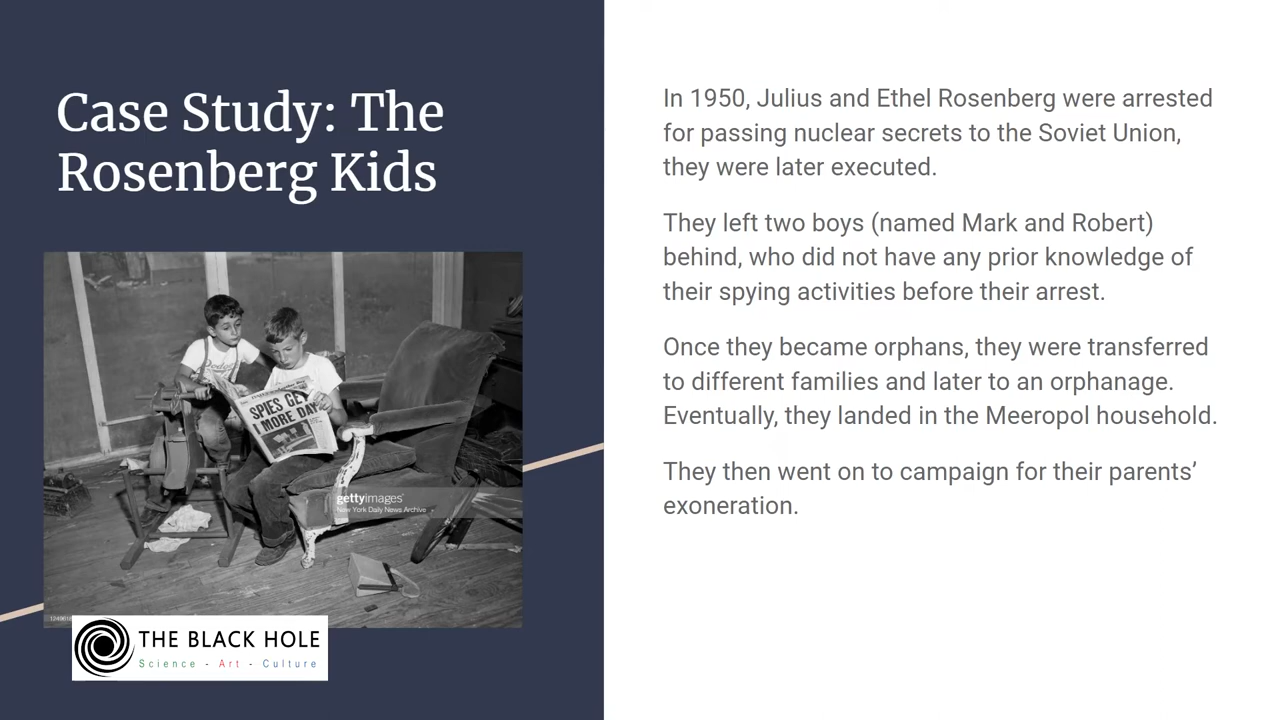 Case Study: The
Rosenberg Kids
In 1950, Julius and Ethel Rosenberg were arrested
for passing nuclear secrets to the Soviet Union,
they were later executed.
They left two boys (named Mark and Robert)
behind, who did not have any prior knowledge of
their spying activities before their arrest.
Once they became orphans, they were transferred
to different families and later to an orphanage.
Eventually, they landed in the Meeropol household.
They then went on to campaign for their parents’
exoneration.
Dodgers
SPIES GET
1 MORE DAY
gettyimages®
New York Daily News Archive
THE BLACK HOLE
Science - Art - Culture